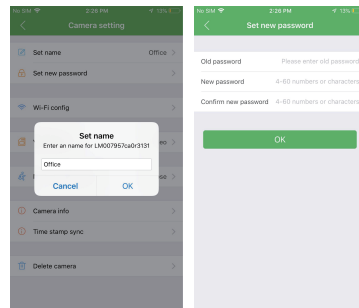 No SIM 2:26 PM 13%
Camera setting
Set name Office
Set new password
Wi-Fi config
Set name
Enter an name for LM007957ca0r3131
Office
Cancel OK
Camera info
Time stamp sync
Delete camera
No SIM 2:26 PM 13%
Set new password
Old password Please enter old password
New password 4-60 numbers or characters
Confirm new password 4-60 numbers or characters
OK